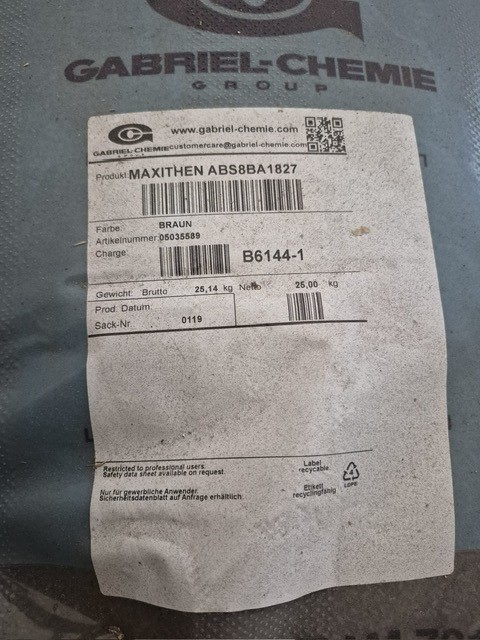 GABRIEL-CHEMIE
GROUP
www.gabriel-chemie.com
GABRIEL-CHEMIE customercare@gabriel-chemie.com
Produkt: MAXITHEN ABS8BA1827
Farbe: BRAUN
Artikelnummer: 05035589
Charge: B6144-1
Gewicht: Brutto 25,14 kg Netto 25,00 kg
Prod. Datum:
Sack-Nr. 0119
Restricted to professional users.
Safety data sheet available on request.
Label
recyclable
4
LDPE
Nur für gewerbliche Anwender.
Sicherheitsdatenblatt auf Anfrage erhältlich.
Etikett
recyclingfähig